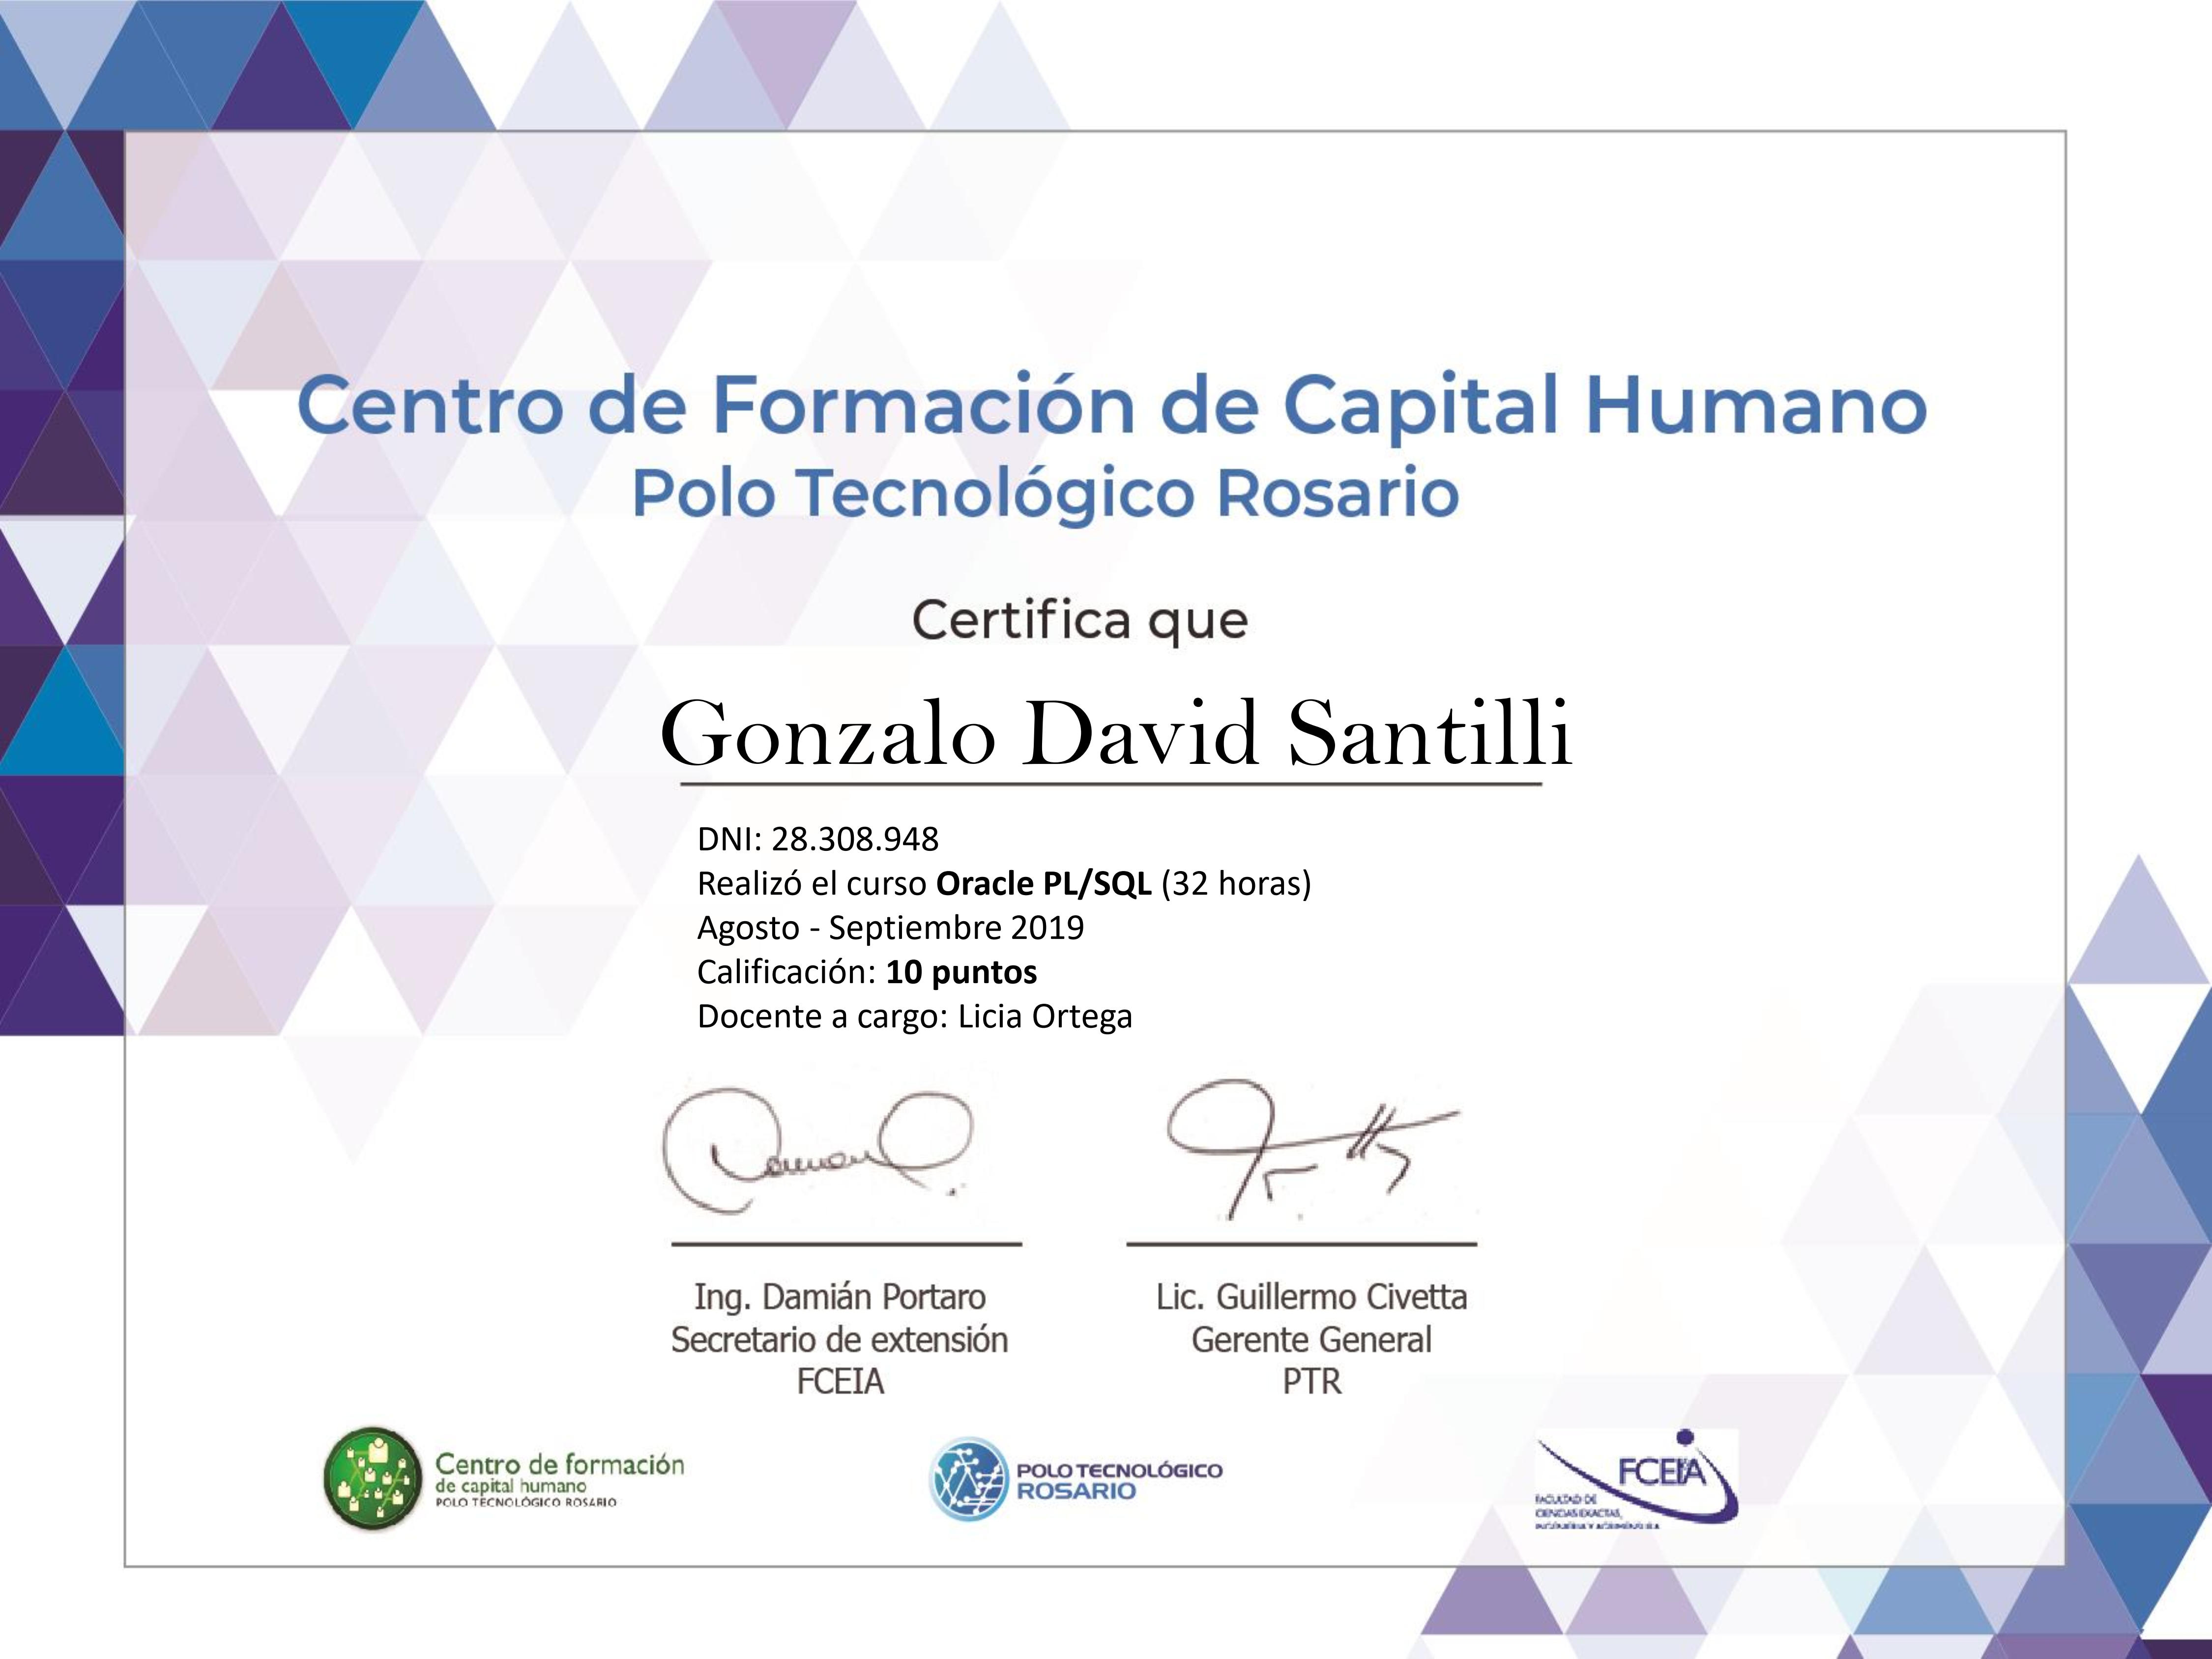 Centro de Formación de Capital Humano
Polo Tecnológico Rosario
Certifica que
Gonzalo David Santilli
DNI: 28.308.948
Realizó el curso Oracle PL/SQL (32 horas)
Agosto - Septiembre 2019
Calificación: 10 puntos
Docente a cargo: Licia Ortega
Ing. Damián Portaro
Secretario de extensión
FCEIA
Lic. Guillermo Civetta
Gerente General
PTR
Centro de formación
de capital humano
POLO TECNOLÓGICO ROSARIO
POLO TECNOLÓGICO
ROSARIO
FCEIA
FACULTAD DE
CIENCIAS EXACTAS,
INGENIERÍA Y AGRIMENSURA